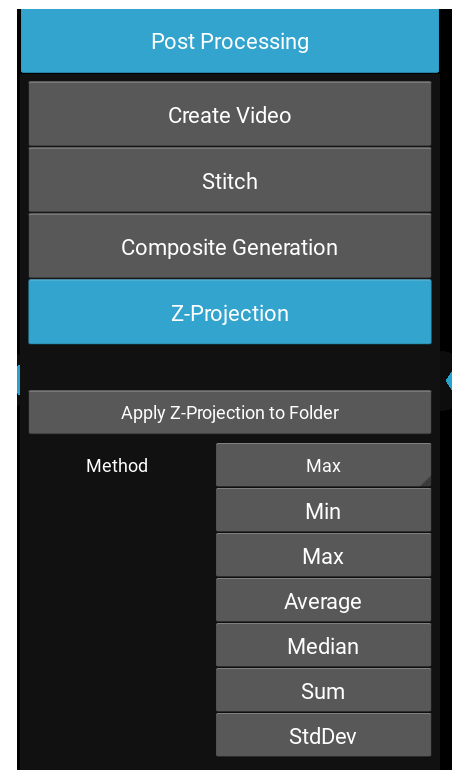 Post Processing
Create Video
Stitch
Composite Generation
Z-Projection
Apply Z-Projection to Folder
Method Max
Min
Max
Average
Median
Sum
StdDev